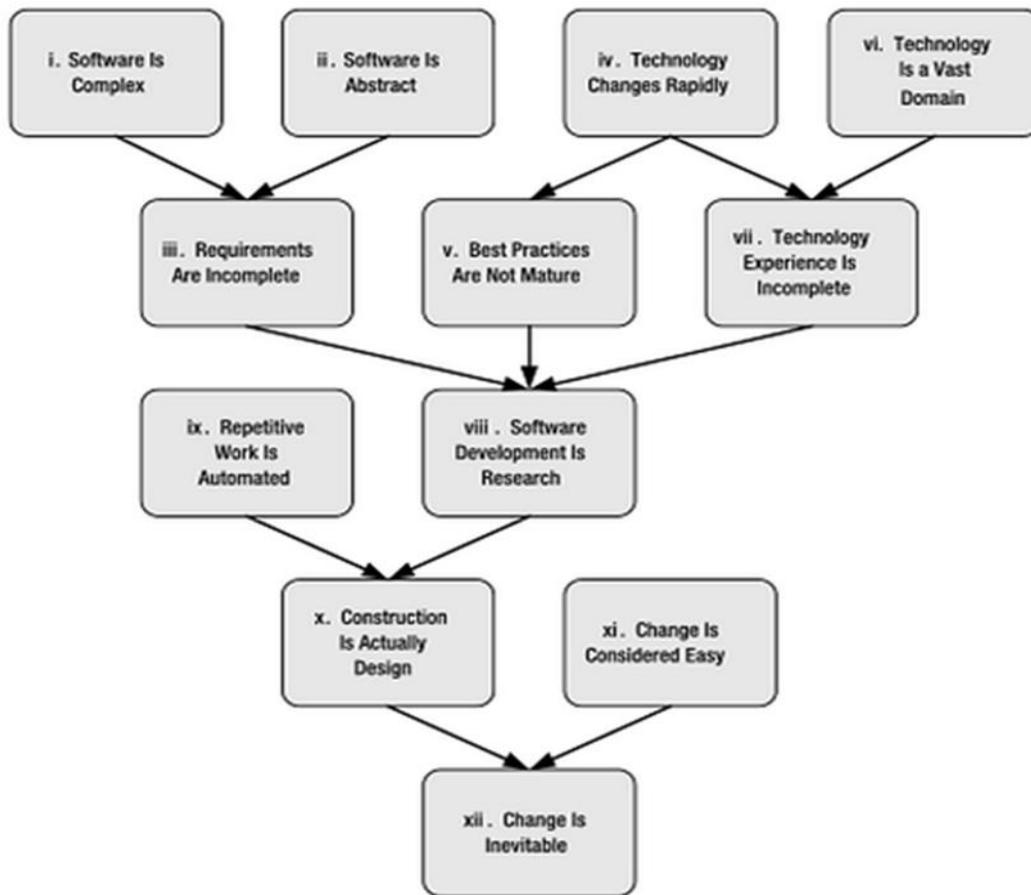 i. Software Is
Complex
ii. Software Is
Abstract
iv. Technology
Changes Rapidly
vi. Technology
Is a Vast
Domain
iii. Requirements
Are Incomplete
v. Best Practices
Are Not Mature
vii. Technology
Experience Is
Incomplete
ix. Repetitive
Work Is
Automated
viii. Software
Development Is
Research
x. Construction
Is Actually
Design
xi. Change Is
Considered Easy
xii. Change Is
Inevitable